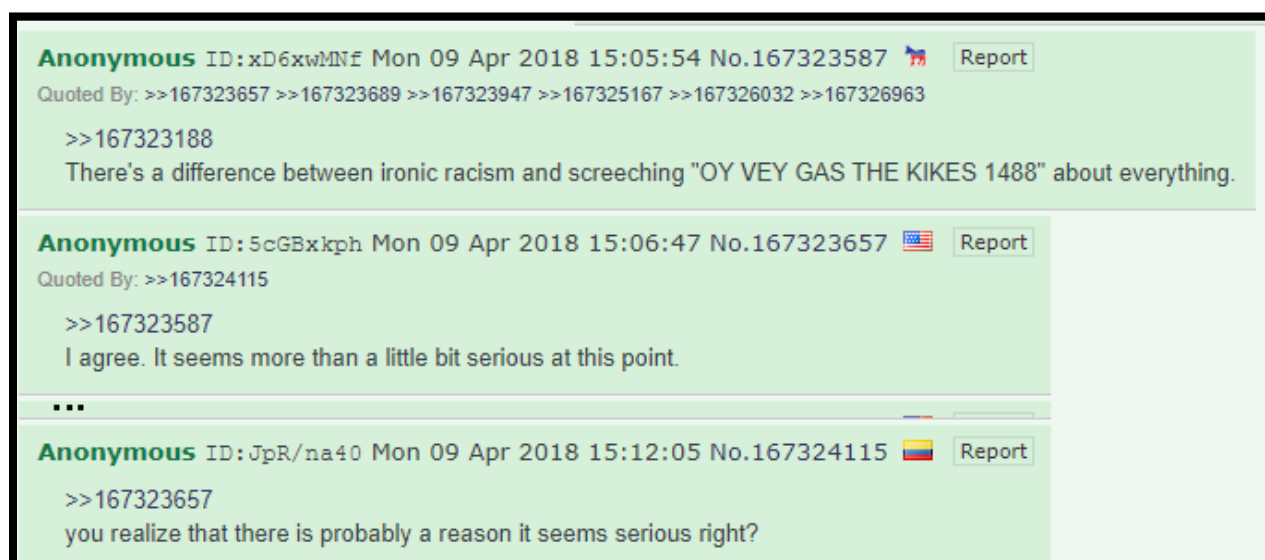 Anonymous ID:xD6xwMNf Mon 09 Apr 2018 15:05:54 No.167323587 Report
Quoted By: >>167323657 >>167323689 >>167323947 >>167325167 >>167326032 >>167326963
>>167323188
There's a difference between ironic racism and screeching "OY VEY GAS THE KIKES 1488" about everything.
Anonymous ID:5cGBxkph Mon 09 Apr 2018 15:06:47 No.167323657 Report
Quoted By: >>167324115
>>167323587
I agree. It seems more than a little bit serious at this point.
...
Anonymous ID:JpR/na40 Mon 09 Apr 2018 15:12:05 No.167324115 Report
>>167323657
you realize that there is probably a reason it seems serious right?